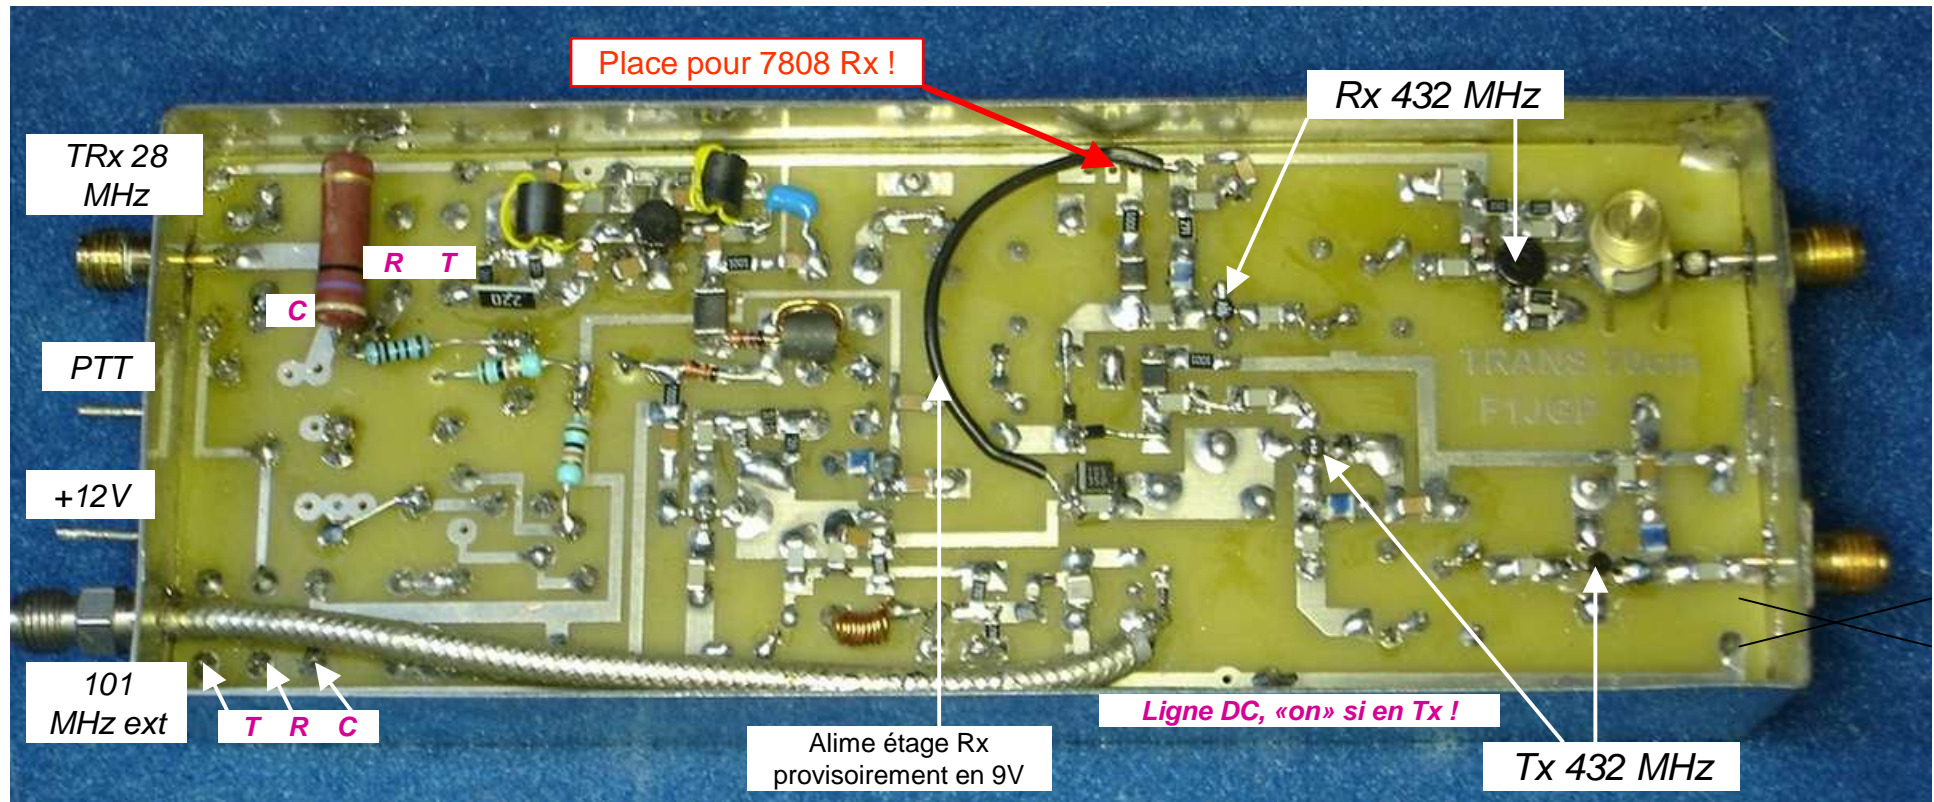 Place pour 7808 Rx !
Rx 432 MHz
TRx 28
MHz
R T
C
220
PTT
TRANS 70cm
F1JGP
+12V
101
MHz ext
T R C
Ligne DC, «on» si en Tx !
Alime étage Rx
provisoirement en 9V
Tx 432 MHz